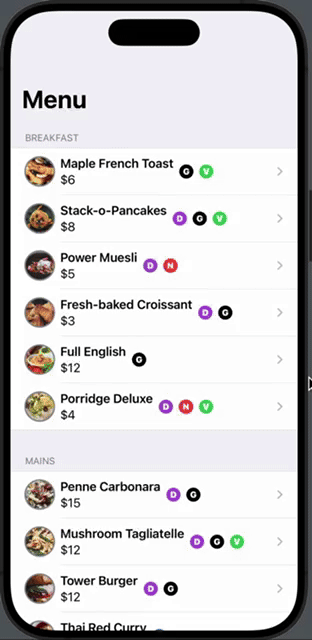 Menu
BREAKFAST
Maple French Toast G V
$6
Stack-o-Pancakes D G V
$8
Power Muesli D N
$5
Fresh-baked Croissant D G
$3
Full English G
$12
Porridge Deluxe D N V
$4
MAINS
Penne Carbonara D G
$15
Mushroom Tagliatelle D G V
$12
Tower Burger D G
$12
Thai Red Curry